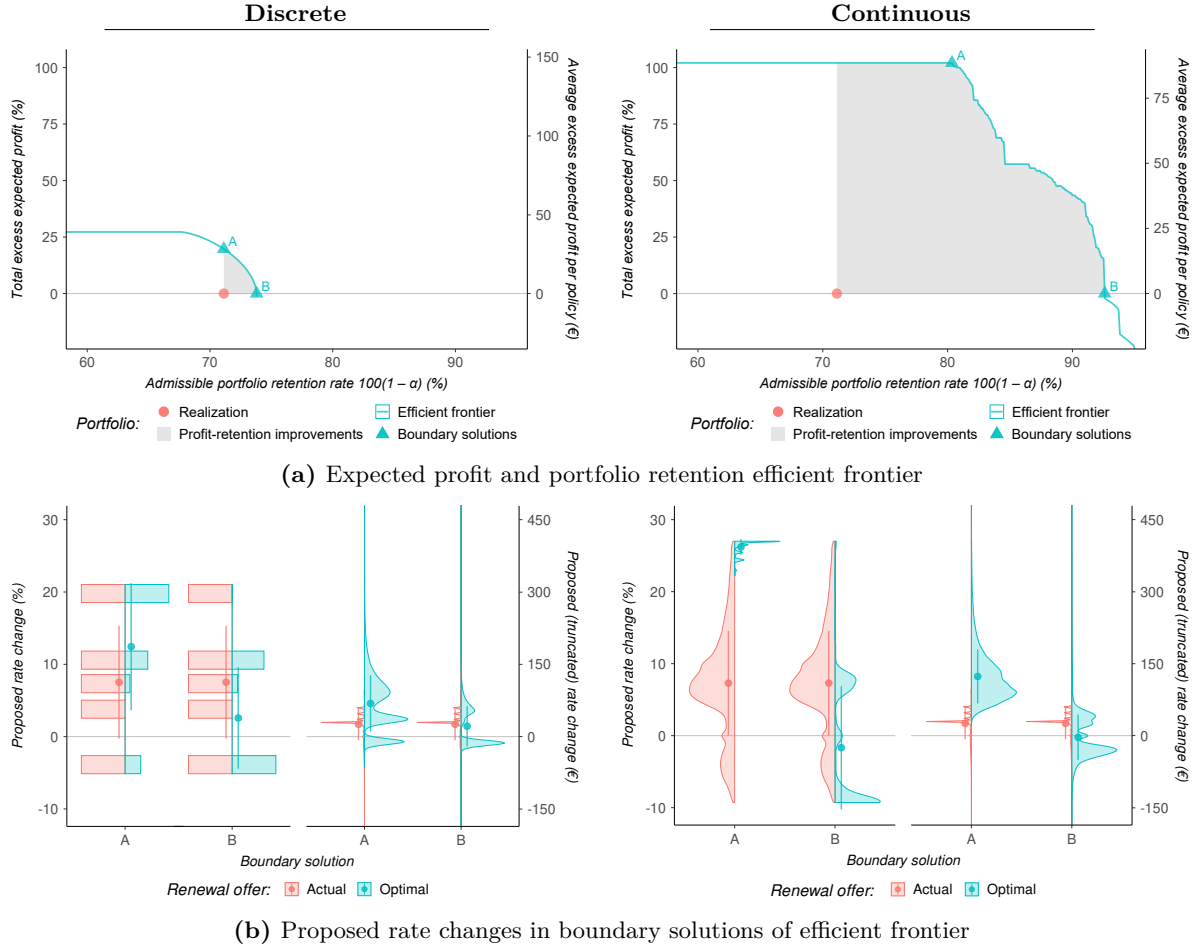 Discrete
Continuous
Total excess expected profit (%)
100
75
50
25
0
60
70
80
90
A
B
150
100
50
0
Average excess expected profit per policy (€)
Admissible portfolio retention rate 100(1 − α) (%)
Portfolio:
Realization
Efficient frontier
Profit-retention improvements
Boundary solutions
Total excess expected profit (%)
100
75
50
25
0
60
70
80
90
A
B
75
50
25
0
Average excess expected profit per policy (€)
Admissible portfolio retention rate 100(1 − α) (%)
Portfolio:
Realization
Efficient frontier
Profit-retention improvements
Boundary solutions
(a) Expected profit and portfolio retention efficient frontier
Proposed rate change (%)
30
20
10
0
-10
A
B
A
B
450
300
150
0
-150
Proposed (truncated) rate change (€)
Boundary solution
Renewal offer:
Actual
Optimal
Proposed rate change (%)
30
20
10
0
-10
A
B
A
B
450
300
150
0
-150
Proposed (truncated) rate change (€)
Boundary solution
Renewal offer:
Actual
Optimal
(b) Proposed rate changes in boundary solutions of efficient frontier